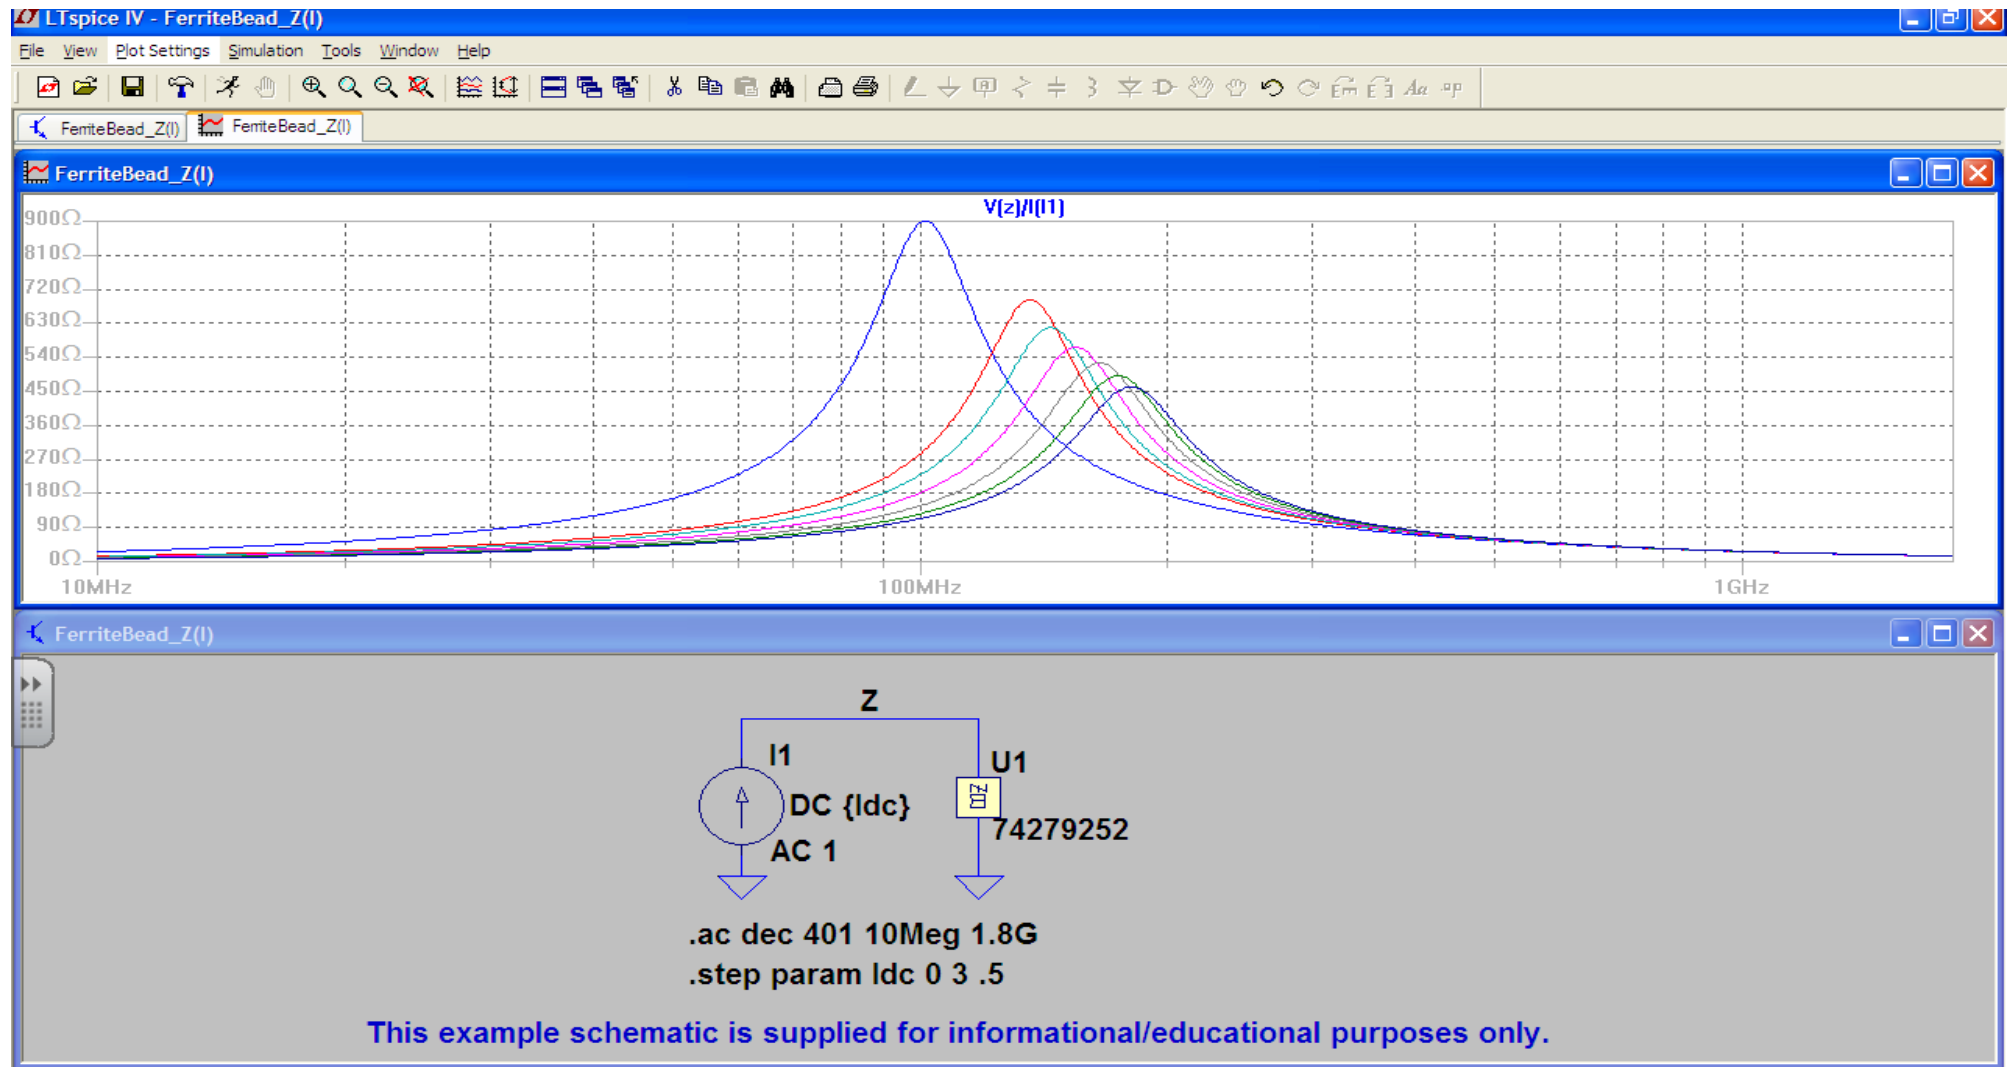 LTspice IV - FerriteBead_Z(I)
File View Plot Settings Simulation Tools Window Help
FerriteBead_Z(I) FerriteBead_Z(I)
FerriteBead_Z(I)
V(z)/I(I1)
900Ω
810Ω
720Ω
630Ω
540Ω
450Ω
360Ω
270Ω
180Ω
90Ω
0Ω
10MHz 100MHz 1GHz
FerriteBead_Z(I)
Z
I1
U1
DC {Idc}
74279252
AC 1
.ac dec 401 10Meg 1.8G
.step param Idc 0 3 .5
This example schematic is supplied for informational/educational purposes only.